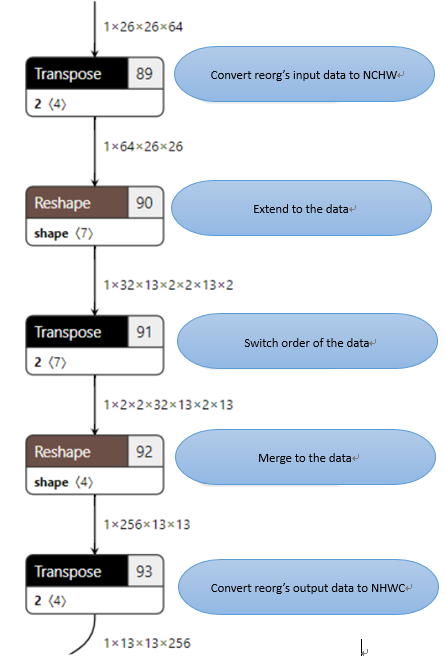 1×26×26×64
Transpose 89
Convert reorg's input data to NCHW↵
2 〈4〉
1×64×26×26
Reshape 90
Extend to the data↵
shape 〈7〉
1×32×13×2×2×13×2
Transpose 91
Switch order of the data↵
2 〈7〉
1×2×2×32×13×2×13
Reshape 92
Merge to the data↵
shape 〈4〉
1×256×13×13
Transpose 93
Convert reorg's output data to NHWC↵
2 〈4〉
1×13×13×256
↵